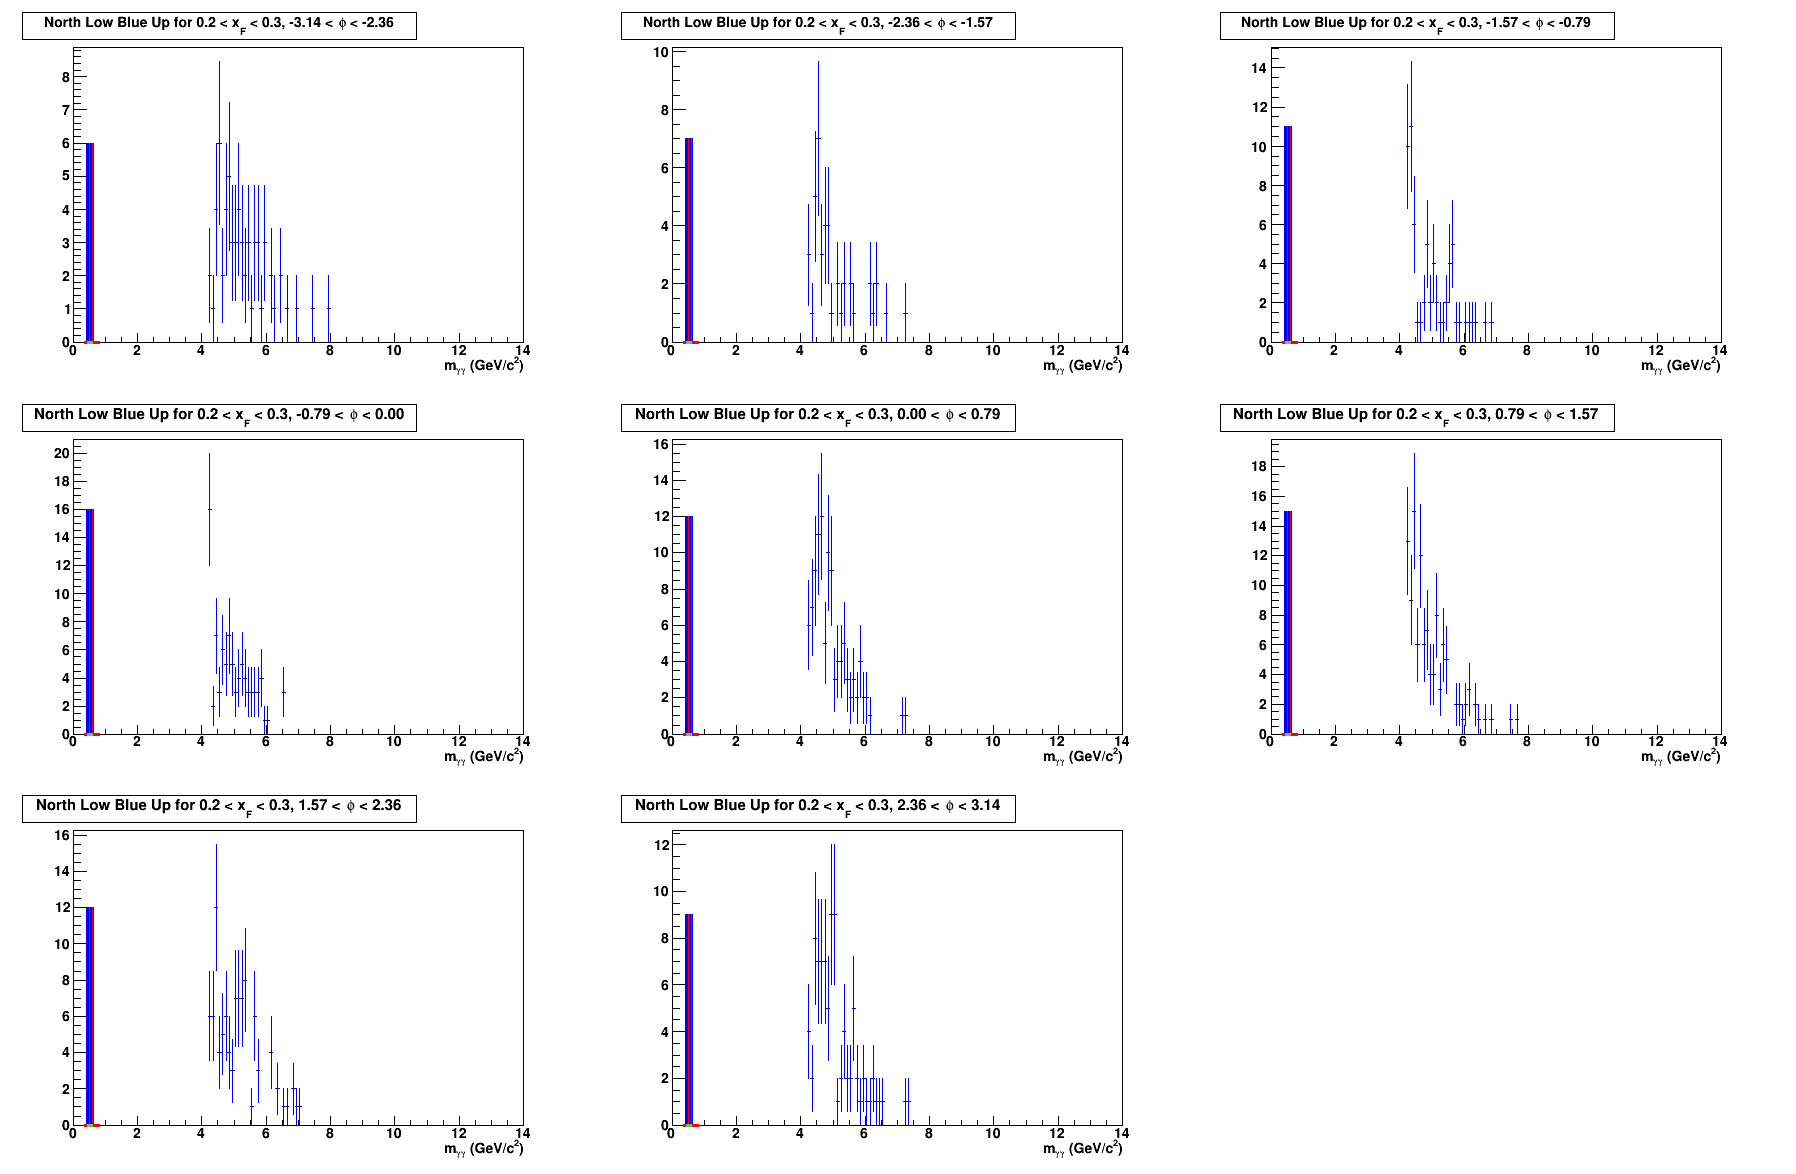 North Low Blue Up for 0.2 < x_F < 0.3, -3.14 < ϕ < -2.36
8
7
6
5
4
3
2
1
0
0 2 4 6 8 10 12 14
m_γγ (GeV/c²)
North Low Blue Up for 0.2 < x_F < 0.3, -2.36 < ϕ < -1.57
10
8
6
4
2
0
0 2 4 6 8 10 12 14
m_γγ (GeV/c²)
North Low Blue Up for 0.2 < x_F < 0.3, -1.57 < ϕ < -0.79
14
12
10
8
6
4
2
0
0 2 4 6 8 10 12 14
m_γγ (GeV/c²)
North Low Blue Up for 0.2 < x_F < 0.3, -0.79 < ϕ < 0.00
20
18
16
14
12
10
8
6
4
2
0
0 2 4 6 8 10 12 14
m_γγ (GeV/c²)
North Low Blue Up for 0.2 < x_F < 0.3, 0.00 < ϕ < 0.79
16
14
12
10
8
6
4
2
0
0 2 4 6 8 10 12 14
m_γγ (GeV/c²)
North Low Blue Up for 0.2 < x_F < 0.3, 0.79 < ϕ < 1.57
18
16
14
12
10
8
6
4
2
0
0 2 4 6 8 10 12 14
m_γγ (GeV/c²)
North Low Blue Up for 0.2 < x_F < 0.3, 1.57 < ϕ < 2.36
16
14
12
10
8
6
4
2
0
0 2 4 6 8 10 12 14
m_γγ (GeV/c²)
North Low Blue Up for 0.2 < x_F < 0.3, 2.36 < ϕ < 3.14
12
10
8
6
4
2
0
0 2 4 6 8 10 12 14
m_γγ (GeV/c²)